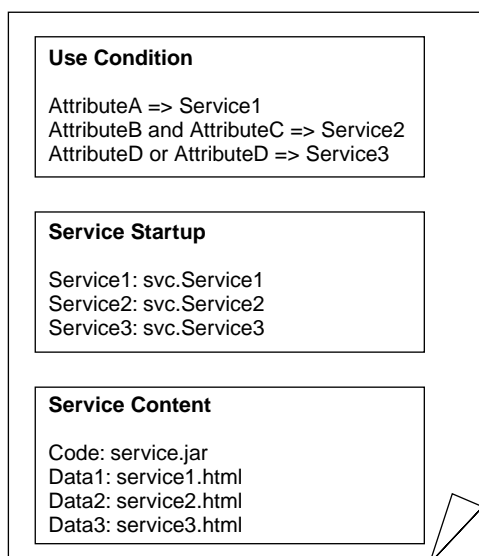 Use Condition
AttributeA => Service1
AttributeB and AttributeC => Service2
AttributeD or AttributeD => Service3
Service Startup
Service1: svc.Service1
Service2: svc.Service2
Service3: svc.Service3
Service Content
Code: service.jar
Data1: service1.html
Data2: service2.html
Data3: service3.html